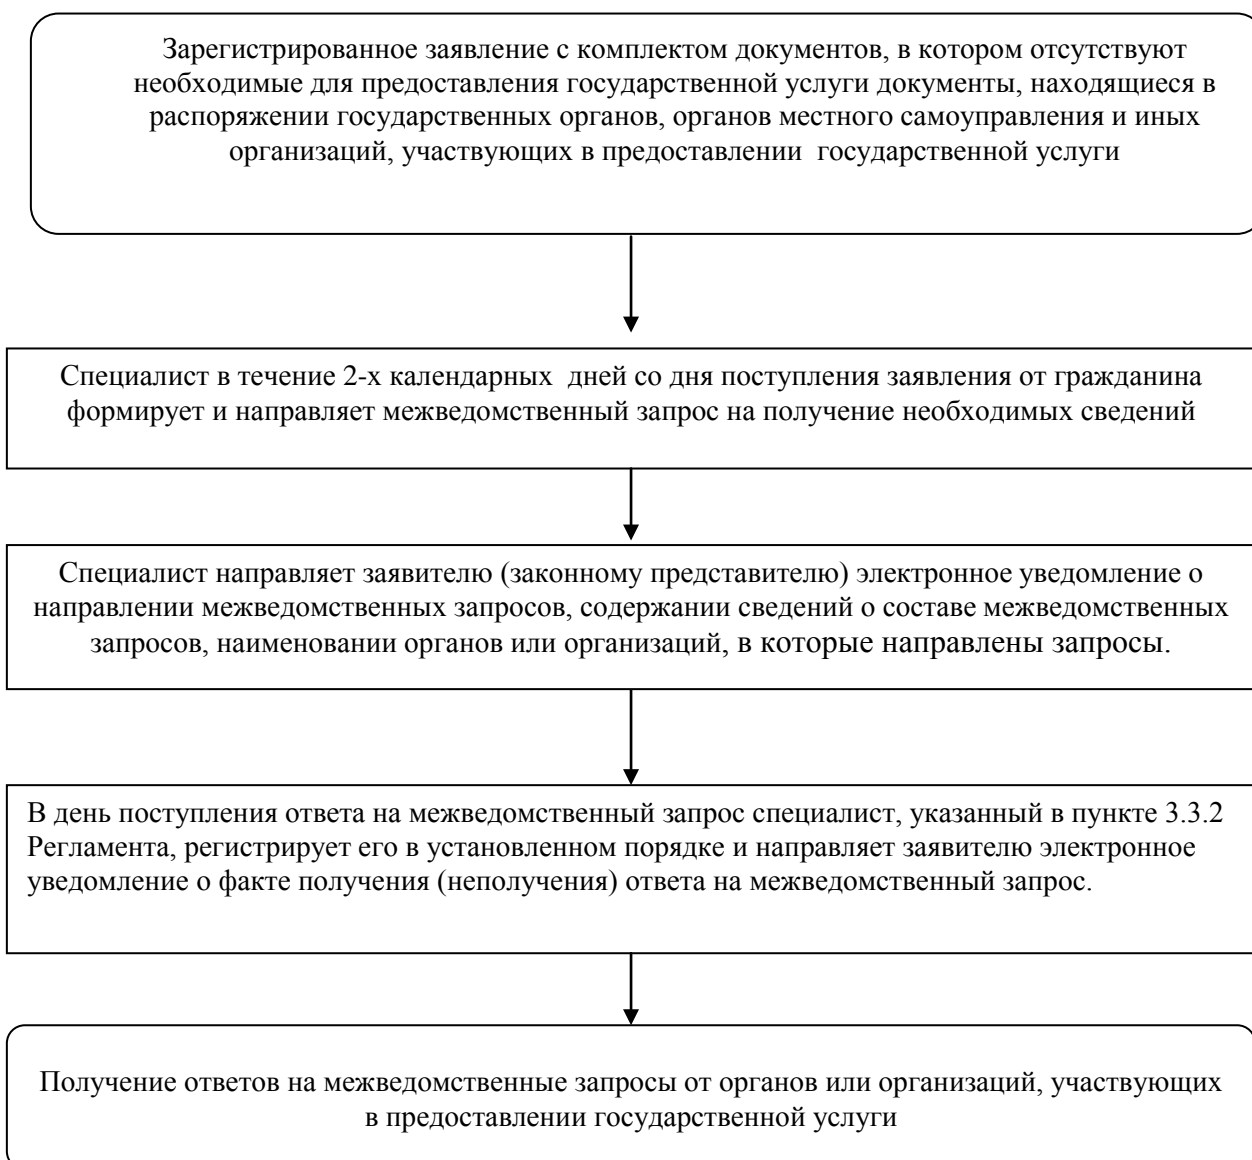 Зарегистрированное заявление с комплектом документов, в котором отсутствуют
необходимые для предоставления государственной услуги документы, находящиеся в
распоряжении государственных органов, органов местного самоуправления и иных
организаций, участвующих в предоставлении государственной услуги
Специалист в течение 2-х календарных дней со дня поступления заявления от гражданина
формирует и направляет межведомственный запрос на получение необходимых сведений
Специалист направляет заявителю (законному представителю) электронное уведомление о
направлении межведомственных запросов, содержании сведений о составе межведомственных
запросов, наименовании органов или организаций, в которые направлены запросы.
В день поступления ответа на межведомственный запрос специалист, указанный в пункте 3.3.2
Регламента, регистрирует его в установленном порядке и направляет заявителю электронное
уведомление о факте получения (неполучения) ответа на межведомственный запрос.
Получение ответов на межведомственные запросы от органов или организаций, участвующих
в предоставлении государственной услуги